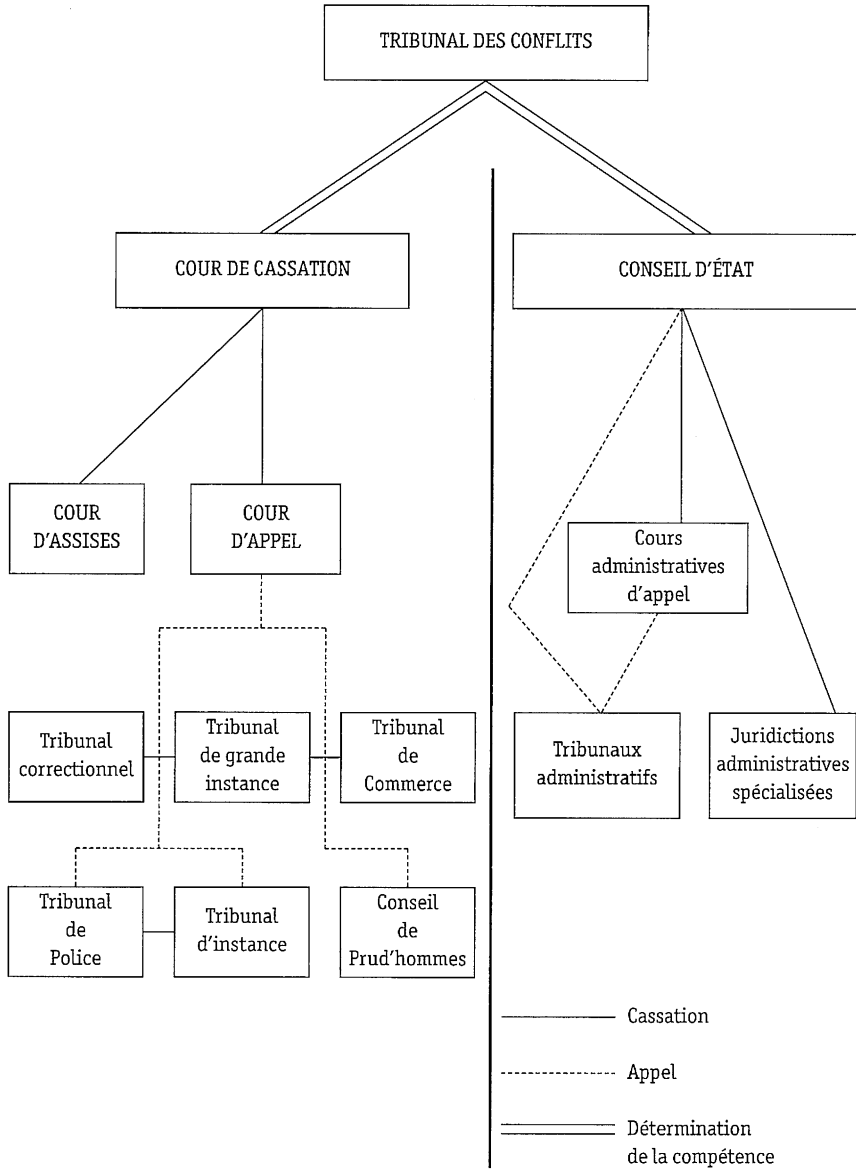 TRIBUNAL DES CONFLITS
COUR DE CASSATION
CONSEIL D'ÉTAT
COUR
D'ASSISES
COUR
D'APPEL
Cours
administratives
d'appel
Tribunal
correctionnel
Tribunal
de grande
instance
Tribunal
de
Commerce
Tribunaux
administratifs
Juridictions
administratives
spécialisées
Tribunal
de
Police
Tribunal
d'instance
Conseil
de
Prud'hommes
Cassation
Appel
Détermination
de la compétence